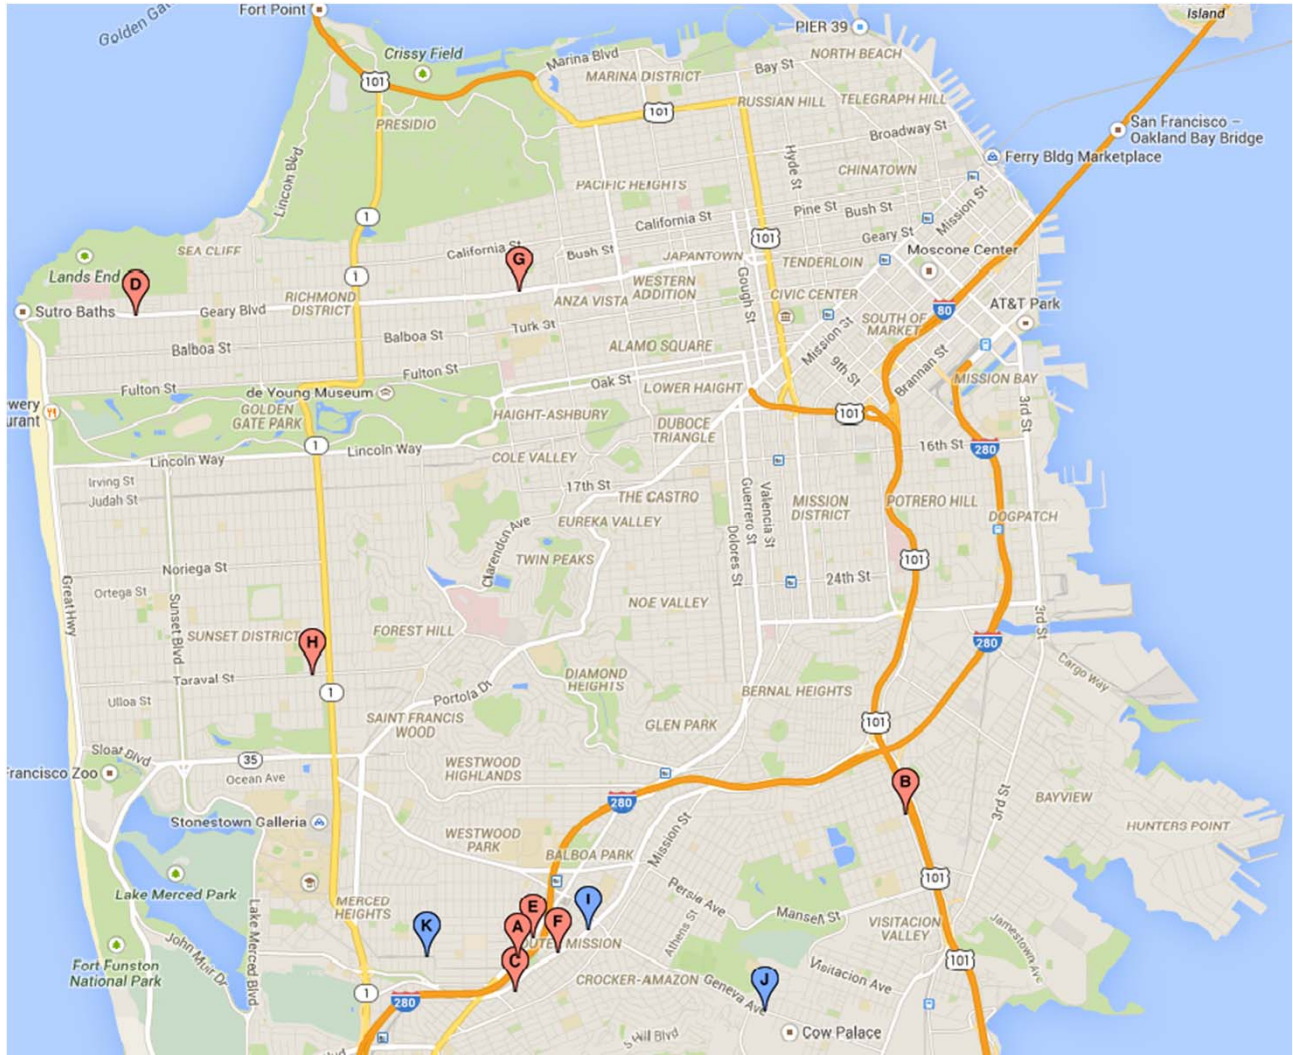 Golden Gat
Fort Point
Crissy Field
Marina Blvd
PIER 39
Island
NORTH BEACH
MARINA DISTRICT
Bay St
101
101
RUSSIAN HILL
TELEGRAPH HILL
PRESIDIO
Broadway St
San Francisco –
Oakland Bay Bridge
Lincoln Blvd
Hyde St
CHINATOWN
Ferry Bldg Marketplace
PACIFIC HEIGHTS
1
California St
Pine St
Bush St
Mission St
SEA CLIFF
California St
Bush St
101
Geary St
Moscone Center
Lands End
D
1
G
JAPANTOWN
TENDERLOIN
Gough St
WESTERN
ADDITION
Sutro Baths
Geary Blvd
RICHMOND
DISTRICT
ANZA VISTA
CIVIC CENTER
80
AT&T Park
Balboa St
Balboa St
Turk St
ALAMO SQUARE
Mission St
SOUTH OF
MARKET
Fulton St
Fulton St
Oak St
LOWER HAIGHT
9th St
Brannan St
MISSION BAY
ewery
urant
de Young Museum
GOLDEN
GATE PARK
HAIGHT-ASHBURY
DUBOCE
TRIANGLE
101
3rd St
1
Lincoln Way
Lincoln Way
COLE VALLEY
16th St
280
Irving St
Judah St
17th St
THE CASTRO
Guerrero St
Valencia St
MISSION
DISTRICT
POTRERO HILL
DOGPATCH
Clarendon Ave
EUREKA VALLEY
Dolores St
TWIN PEAKS
101
Noriega St
Ortega St
Great Hwy
Sunset Blvd
24th St
NOE VALLEY
3rd St
SUNSET DISTRICT
H
FOREST HILL
280
Cargo Way
Taraval St
Ulloa St
1
Portola Dr
DIAMOND
HEIGHTS
BERNAL HEIGHTS
SAINT FRANCIS
WOOD
GLEN PARK
101
Sloat Blvd
35
Ocean Ave
WESTWOOD
HIGHLANDS
Francisco Zoo
280
B
3rd St
BAYVIEW
Stonestown Galleria
WESTWOOD
PARK
Mission St
HUNTERS POINT
BALBOA PARK
Lake Merced Park
Persia Ave
101
MERCED
HEIGHTS
K
E
A
F
I
OUTER MISSION
Athens St
Mansell St
VISITACION
VALLEY
Jamestown Ave
Lake Merced Blvd
John Muir Dr
Fort Funston
National Park
C
CROCKER-AMAZON
Geneva Ave
J
Visitacion Ave
101
1
280
Cow Palace